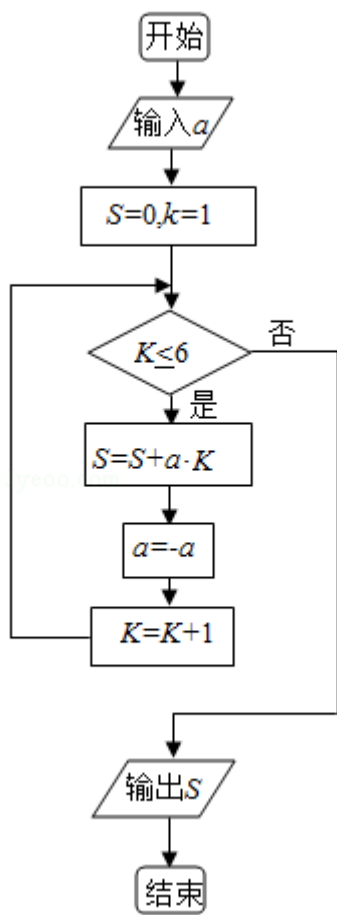 开始
输入a
S=0,k=1
K≤6
否
是
S=S+a·K
a=-a
K=K+1
输出S
结束